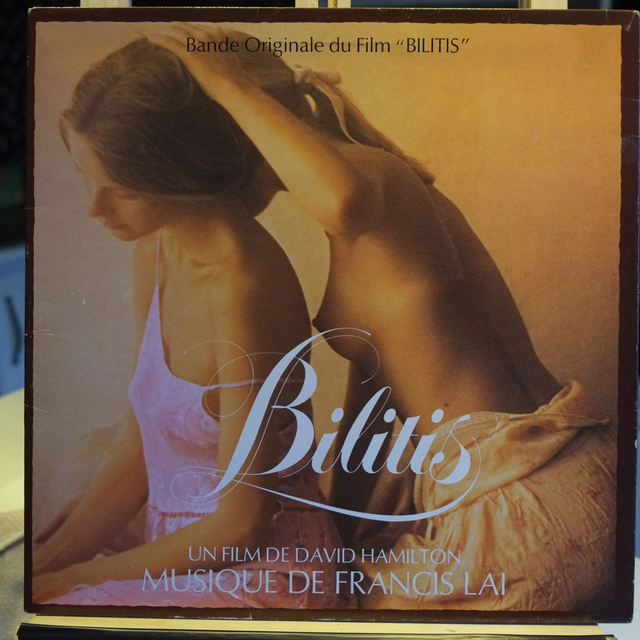 Bande Originale du Film “BILITIS”
Bilitis
UN FILM DE DAVID HAMILTON
MUSIQUE DE FRANCIS LAI